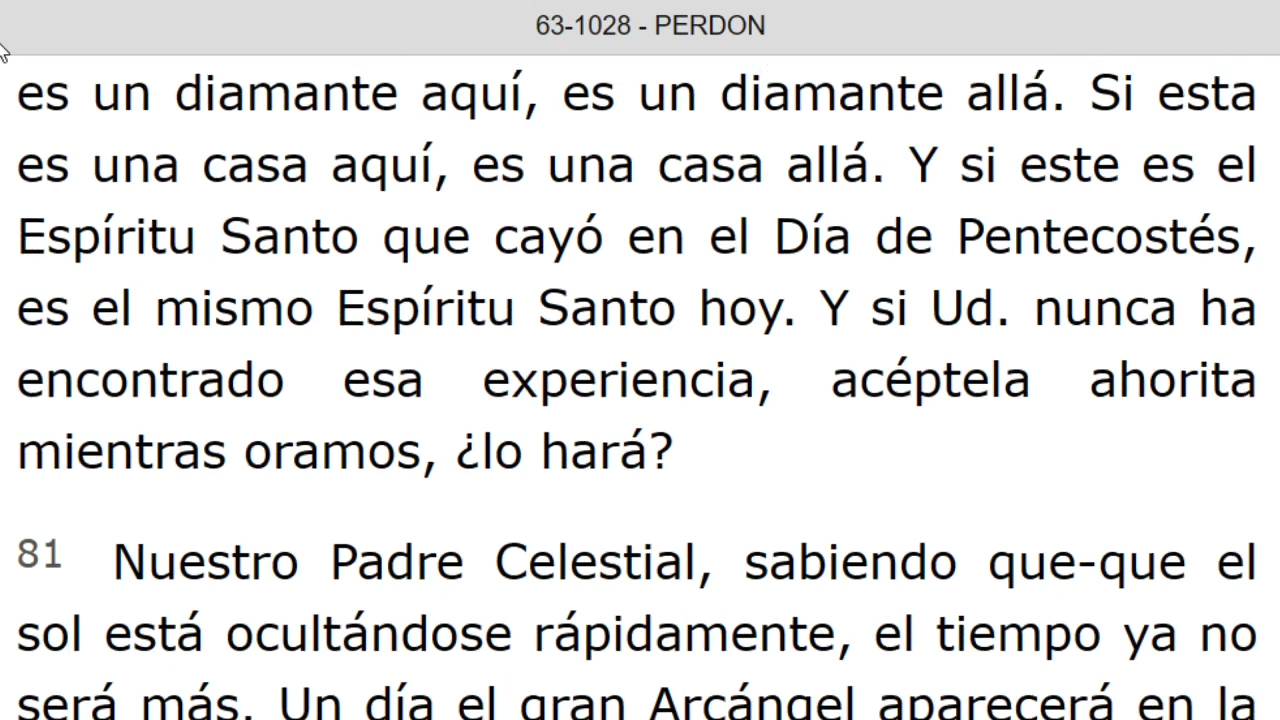 63-1028 - PERDON
es un diamante aquí, es un diamante allá. Si esta
es una casa aquí, es una casa allá. Y si este es el
Espíritu Santo que cayó en el Día de Pentecostés,
es el mismo Espíritu Santo hoy. Y si Ud. nunca ha
encontrado esa experiencia, acéptela ahorita
mientras oramos, ¿lo hará?
81 Nuestro Padre Celestial, sabiendo que-que el
sol está ocultándose rápidamente, el tiempo ya no
será más. Un día el gran Arcángel aparecerá en la